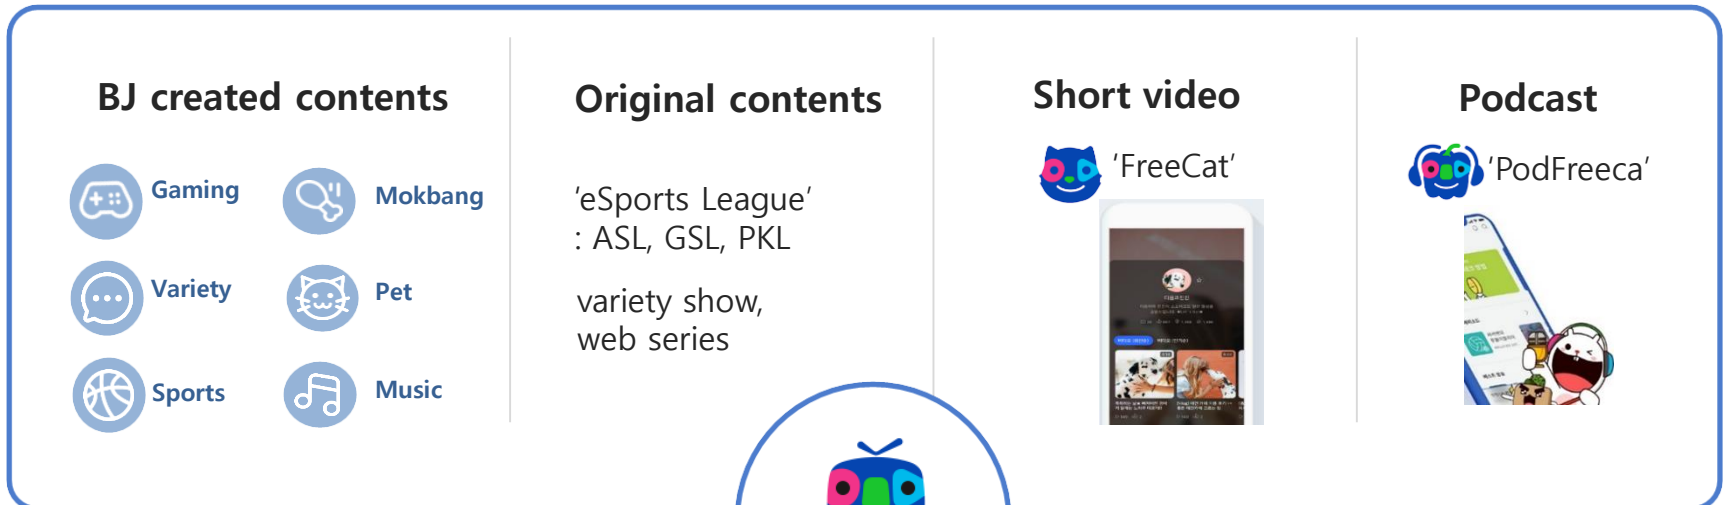 BJ created contents
Gaming
Mokbang
Variety
Pet
Sports
Music
Original contents
'eSports League'
: ASL, GSL, PKL
variety show,
web series
Short video
'FreeCat'
Podcast
'PodFreeca'